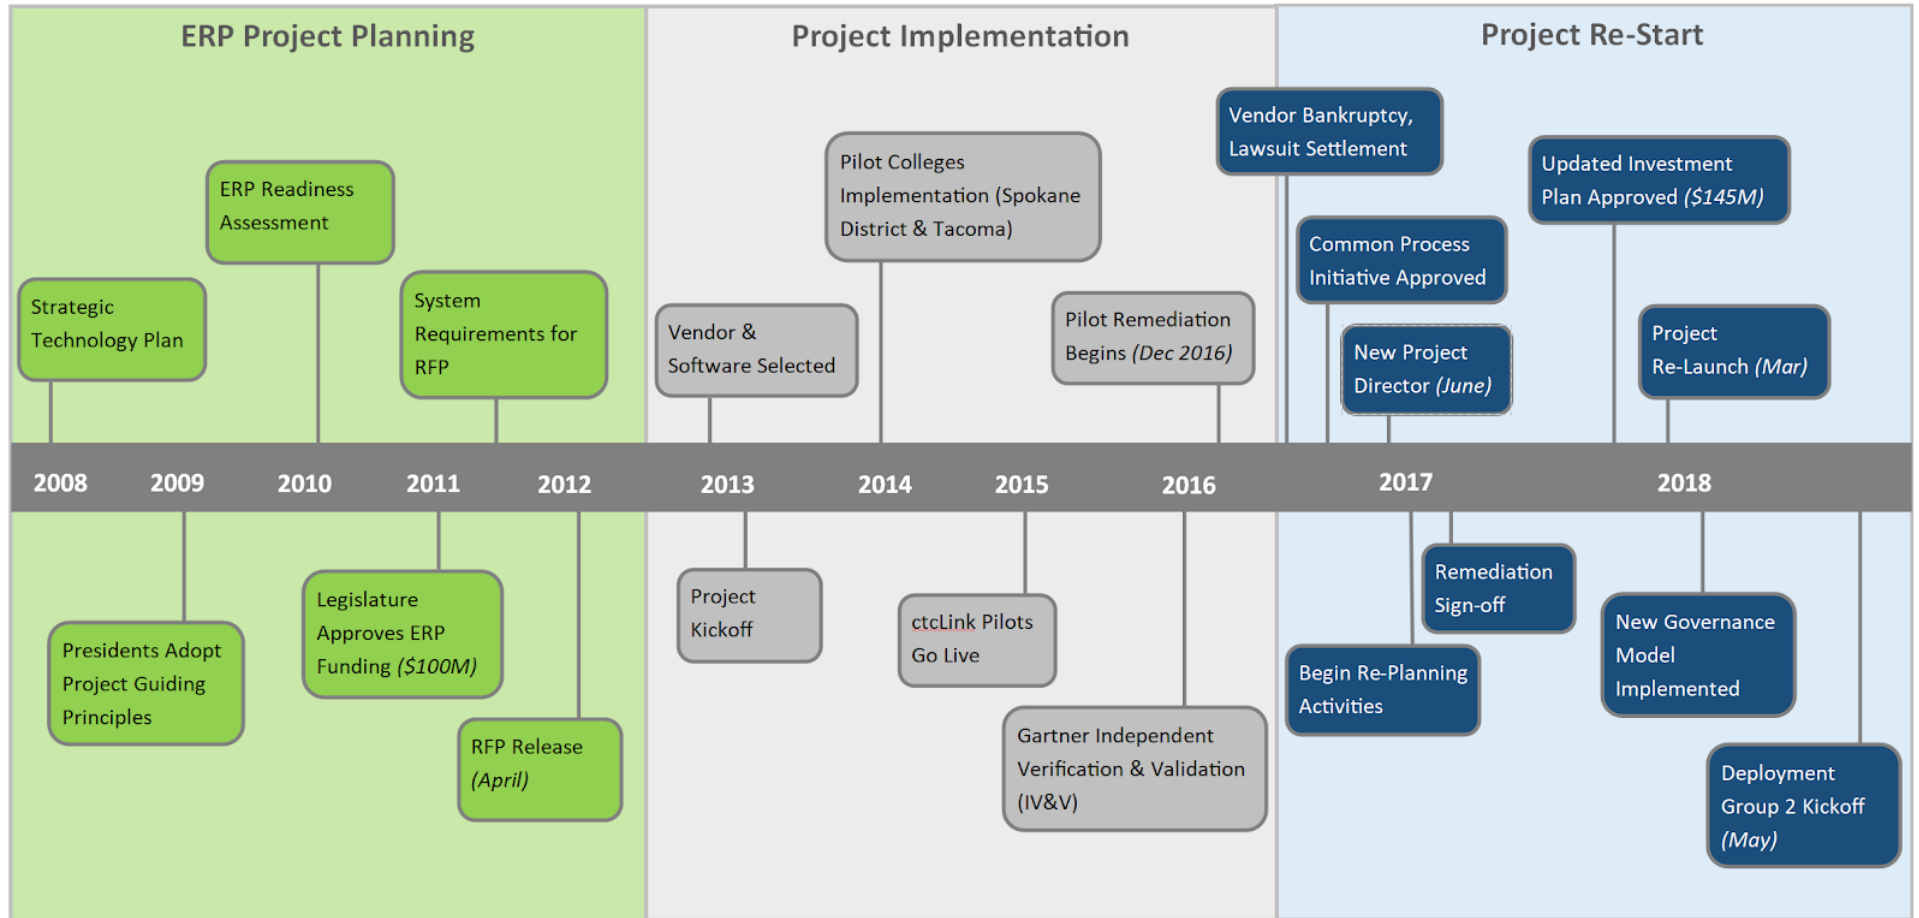 ERP Project Planning
Project Implementation
Project Re-Start
Strategic
Technology Plan
ERP Readiness
Assessment
System
Requirements for
RFP
Vendor &
Software Selected
Pilot Colleges
Implementation (Spokane
District & Tacoma)
Pilot Remediation
Begins (Dec 2016)
Vendor Bankruptcy,
Lawsuit Settlement
Common Process
Initiative Approved
New Project
Director (June)
Updated Investment
Plan Approved ($145M)
Project
Re-Launch (Mar)
2008
2009
2010
2011
2012
2013
2014
2015
2016
2017
2018
Presidents Adopt
Project Guiding
Principles
Legislature
Approves ERP
Funding ($100M)
RFP Release
(April)
Project
Kickoff
ctcLink Pilots
Go Live
Gartner Independent
Verification & Validation
(IV&V)
Begin Re-Planning
Activities
Remediation
Sign-off
New Governance
Model
Implemented
Deployment
Group 2 Kickoff
(May)